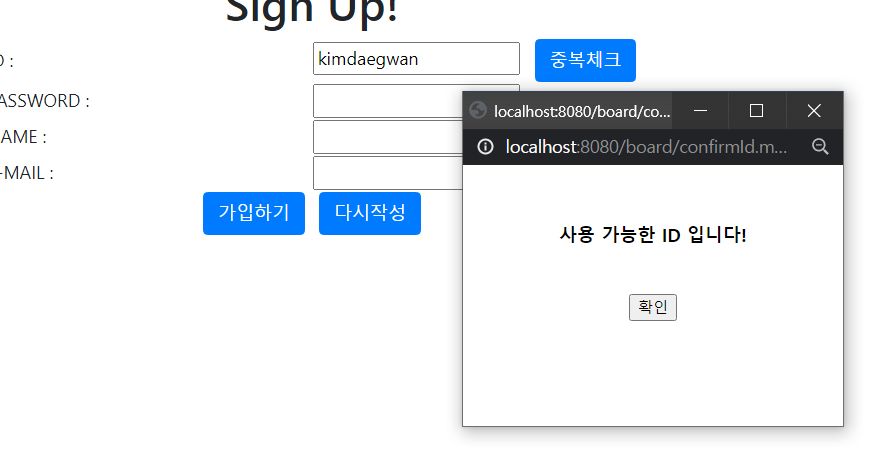 Sign Up!
D :
kimdaegwan
중복체크
ASSWORD :
AME :
-MAIL :
가입하기
다시작성
localhost:8080/board/co...
localhost:8080/board/confirmId.m...
사용 가능한 ID 입니다!
확인